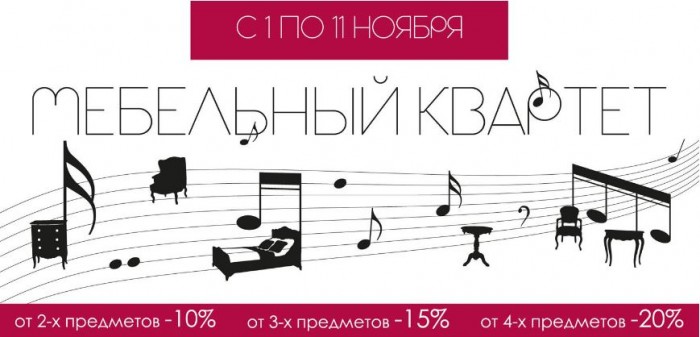 С 1 ПО 11 НОЯБРЯ
МЕБЕЛЬНЫЙ КВАРТЕТ
от 2-х предметов -10% от 3-х предметов -15% от 4-х предметов -20%